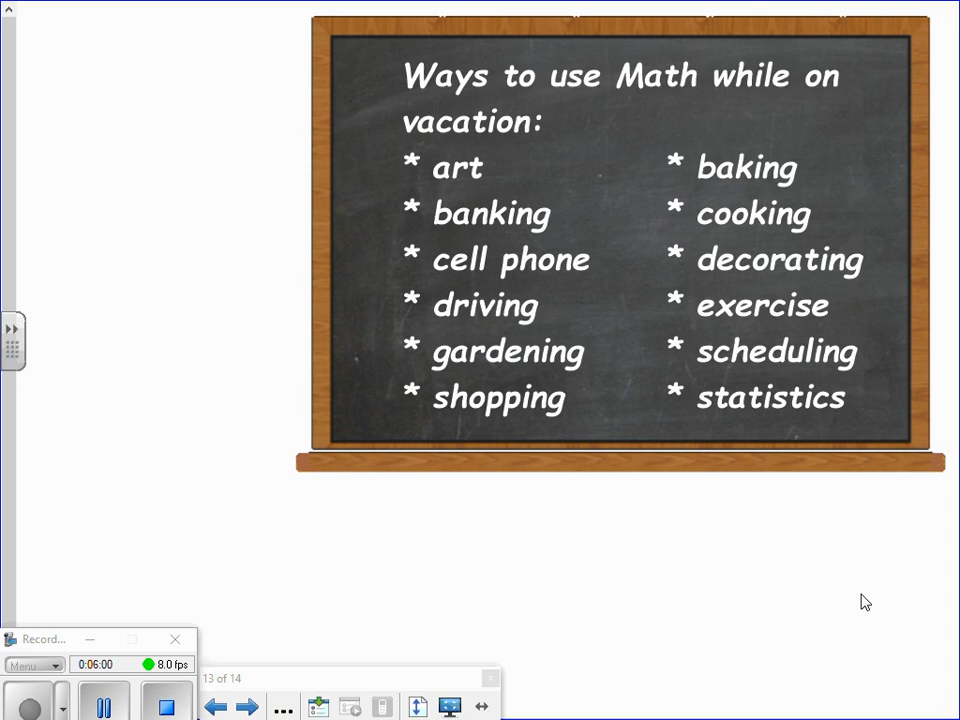 Ways to use Math while on
vacation:
* art * baking
* banking * cooking
* cell phone * decorating
* driving * exercise
* gardening * scheduling
* shopping * statistics
Record...
Menu 0:06:00 8.0 fps
13 of 14